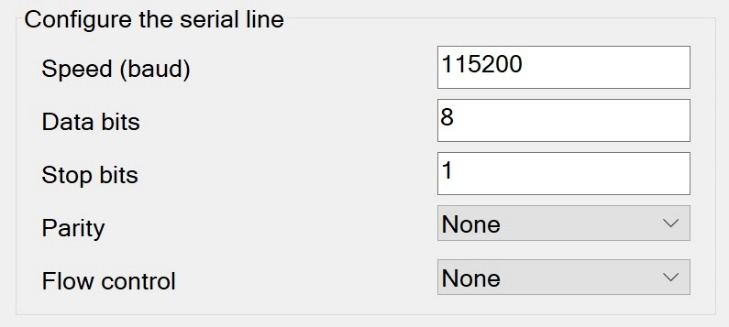 Configure the serial line
Speed (baud) 115200
Data bits 8
Stop bits 1
Parity None
Flow control None